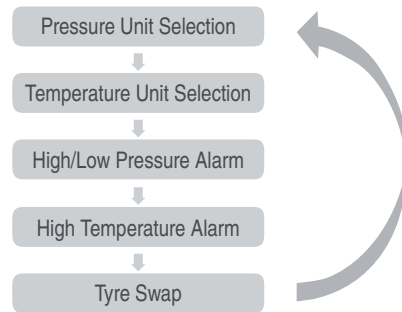 Pressure Unit Selection
Temperature Unit Selection
High/Low Pressure Alarm
High Temperature Alarm
Tyre Swap